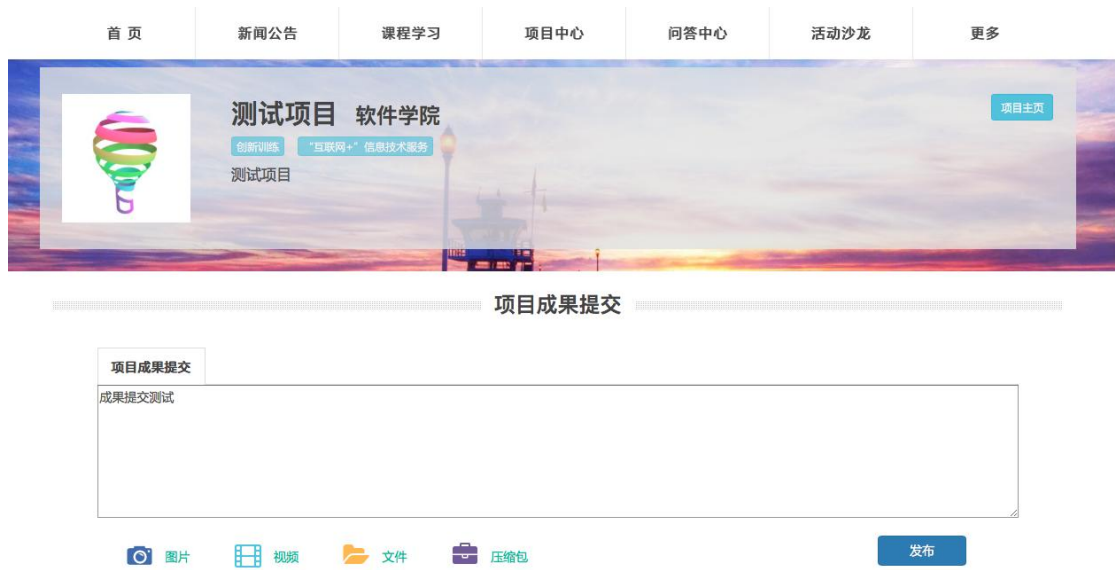 首 页 新闻公告 课程学习 项目中心 问答中心 活动沙龙 更多
测试项目 软件学院
项目主页
创新训练 “互联网+”信息技术服务
测试项目
项目成果提交
项目成果提交
成果提交测试
图片 视频 文件 压缩包 发布